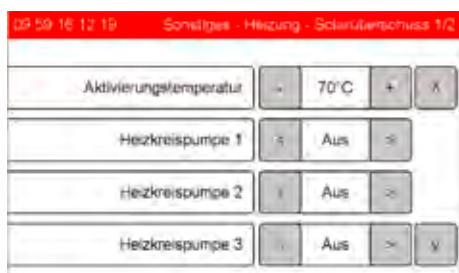 09:59 16.12.19 Sonstiges - Heizung - Solarüberschuss 1/2
Aktivierungstemperatur - 70°C + ∧
Heizkreispumpe 1 < Aus >
Heizkreispumpe 2 < Aus >
Heizkreispumpe 3 < Aus > ∨